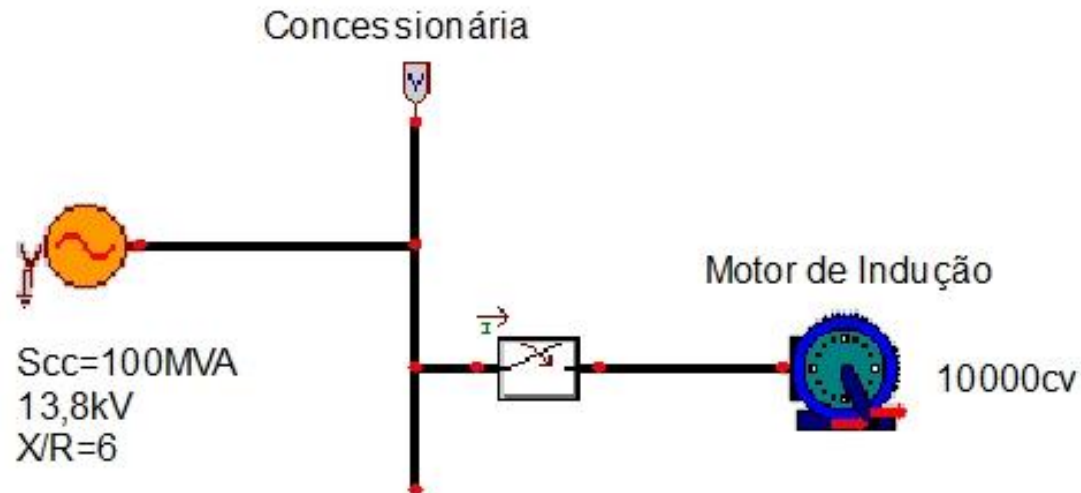 Concessionária
V
Y
I
Motor de Indução
Scc=100MVA
13,8kV
X/R=6
10000cv